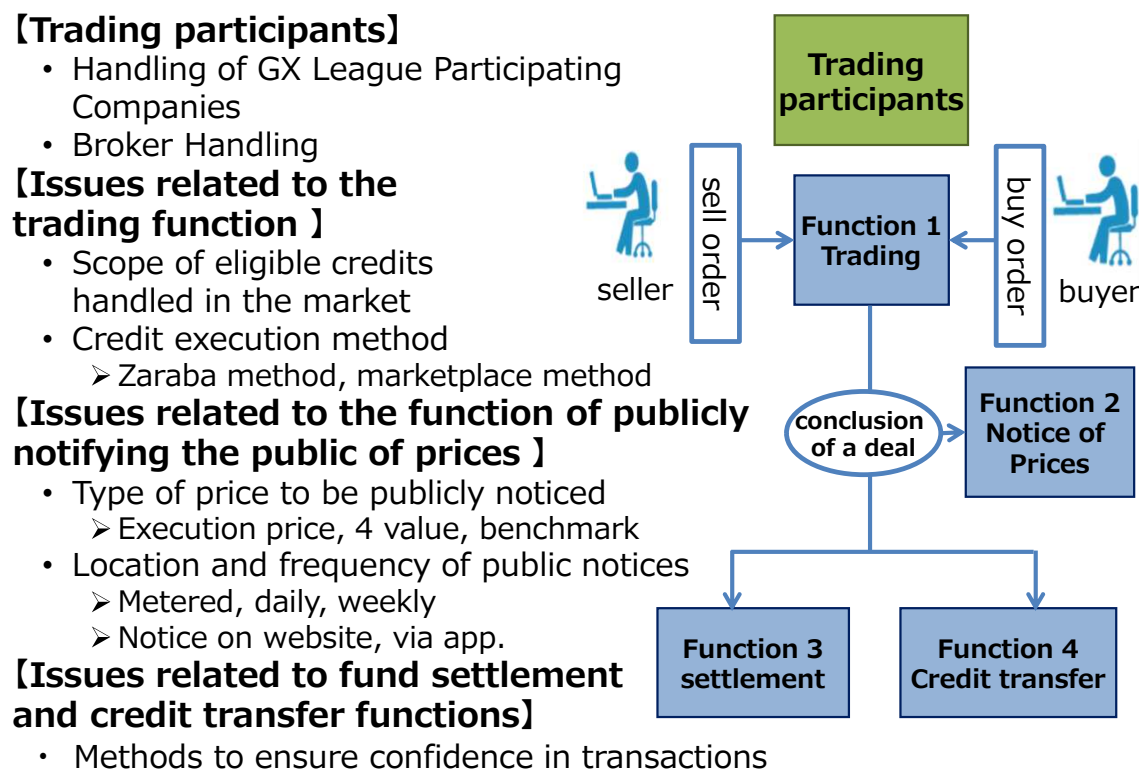 【Trading participants】
• Handling of GX League Participating
Companies
• Broker Handling
【Issues related to the
trading function 】
• Scope of eligible credits
handled in the market
• Credit execution method
➢ Zaraba method, marketplace method
【Issues related to the function of publicly
notifying the public of prices 】
• Type of price to be publicly noticed
➢ Execution price, 4 value, benchmark
• Location and frequency of public notices
➢ Metered, daily, weekly
➢ Notice on website, via app.
【Issues related to fund settlement
and credit transfer functions】
・ Methods to ensure confidence in transactions
Trading
participants
seller
sell order
Function 1
Trading
buy order
buyer
conclusion
of a deal
Function 2
Notice of
Prices
Function 3
settlement
Function 4
Credit transfer